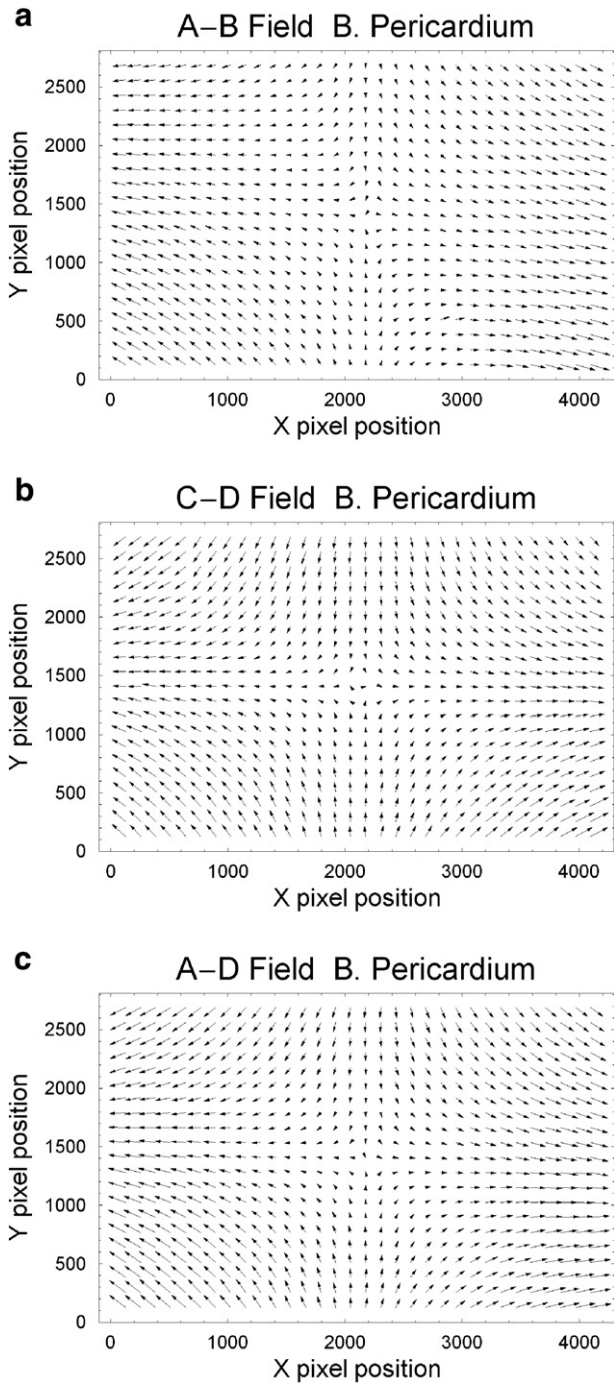 a
A–B Field B. Pericardium
Y pixel position
2500
2000
1500
1000
500
0
0 1000 2000 3000 4000
X pixel position
b
C–D Field B. Pericardium
Y pixel position
2500
2000
1500
1000
500
0
0 1000 2000 3000 4000
X pixel position
c
A–D Field B. Pericardium
Y pixel position
2500
2000
1500
1000
500
0
0 1000 2000 3000 4000
X pixel position